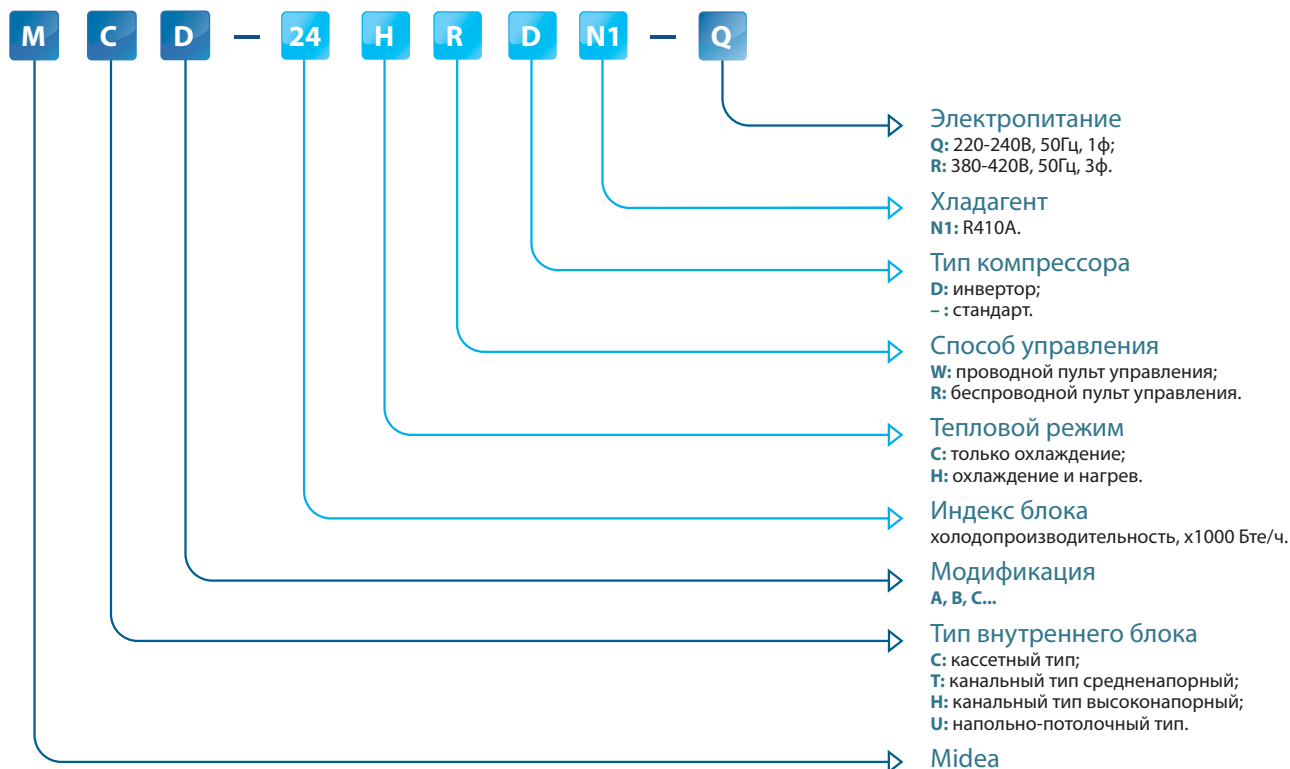 M C D – 24 H R D N1 – Q
Электропитание
Q: 220-240В, 50Гц, 1ф;
R: 380-420В, 50Гц, 3ф.
Хладагент
N1: R410A.
Тип компрессора
D: инвертор;
– : стандарт.
Способ управления
W: проводной пульт управления;
R: беспроводной пульт управления.
Тепловой режим
C: только охлаждение;
H: охлаждение и нагрев.
Индекс блока
холодопроизводительность, х1000 Бте/ч.
Модификация
A, B, C...
Тип внутреннего блока
C: кассетный тип;
T: канальный тип средненапорный;
H: канальный тип высоконапорный;
U: напольно-потолочный тип.
Midea